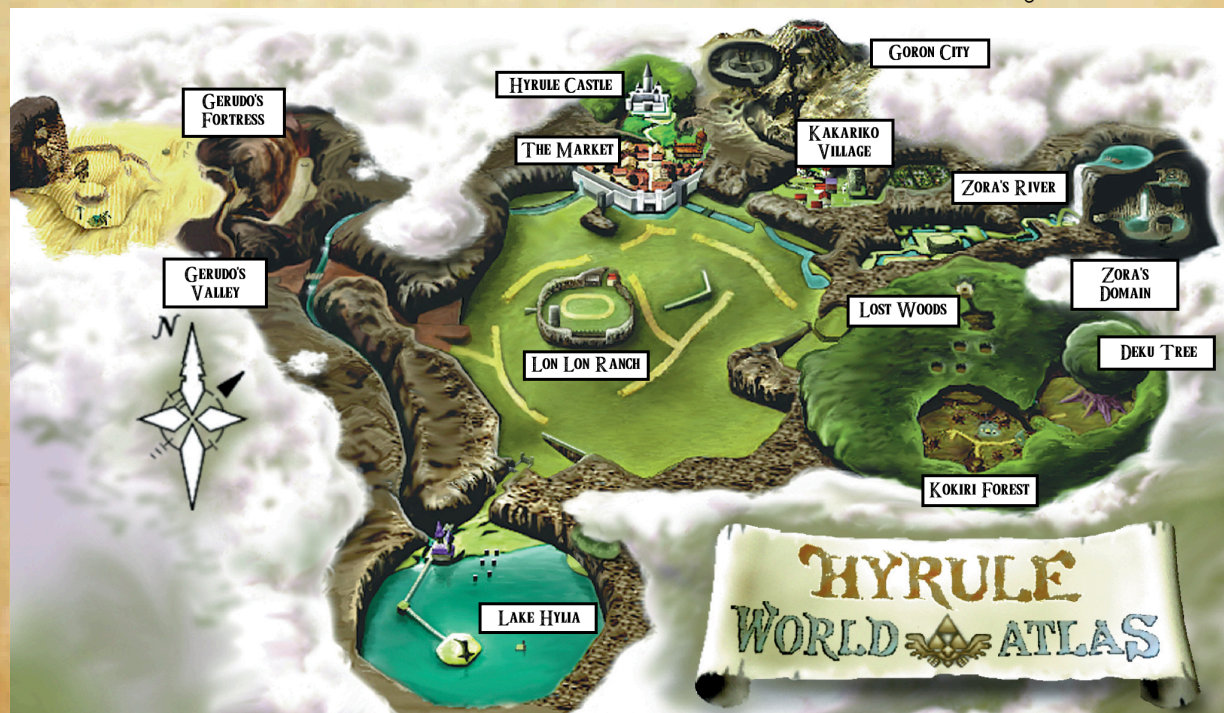 Goron City
Hyrule Castle
Gerudo's
Fortress
The Market
Kakariko
Village
Zora's River
Gerudo's
Valley
Zora's
Domain
Lost Woods
N
Deku Tree
Lon Lon Ranch
Kokiri Forest
HYRULE
WORLD ATLAS
Lake Hylia